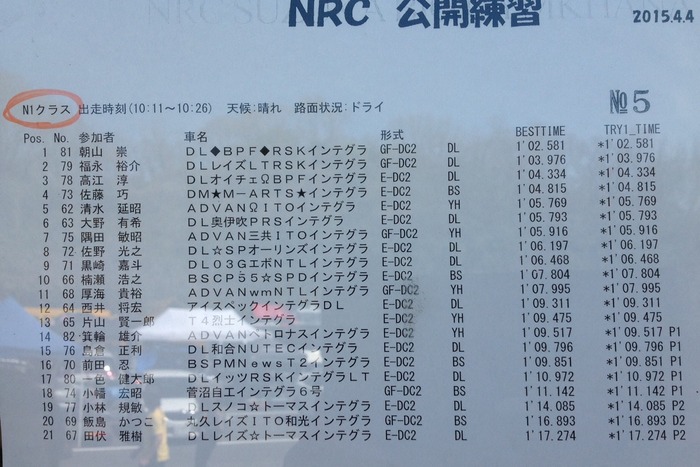 NRC 公開練習 2015.4.4
N1クラス 出走時刻(10:11～10:26) 天候:晴れ 路面状況:ドライ №5
Pos. No. 参加者 車名 形式 BESTTIME TRY1_TIME
1 81 朝山 崇 DL◆BPF◆RSKインテグラ GF-DC2 DL 1'02.581 *1'02.581
2 79 福永 裕介 DLレイズLTRSKインテグラ GF-DC2 DL 1'03.976 *1'03.976
3 78 高江 淳 DLオイチェΩBPFインテグラ E-DC2 DL 1'04.334 *1'04.334
4 73 佐藤 巧 DM★M－ARTS★インテグラ E-DC2 BS 1'04.815 *1'04.815
5 62 清水 延昭 ADVANΩITOインテグラ E-DC2 YH 1'05.769 *1'05.769
6 63 大野 有希 DL奥伊吹PRSインテグラ E-DC2 DL 1'05.793 *1'05.793
7 75 隅田 敏昭 ADVAN三共ITOインテグラ GF-DC2 YH 1'05.916 *1'05.916
8 72 佐野 光之 DL☆SPオーリンズインテグラ E-DC2 DL 1'06.197 *1'06.197
9 71 黒崎 嘉斗 DL03GエボNTLインテグラ E-DC2 DL 1'06.468 *1'06.468
10 66 楠瀬 浩之 BSCP55☆SPDインテグラ E-DC2 BS 1'07.804 *1'07.804
11 68 厚海 貴裕 ADVANwmNTLインテグラ GF-DC2 YH 1'07.995 *1'07.995
12 64 西井 将宏 アイスペックインテグラDL E-DC2 DL 1'09.311 *1'09.311
13 65 片山 賢一郎 T4烈士インテグラ E-DC2 YH 1'09.475 *1'09.475
14 82 箕輪 雄介 ADVANペトロナスインテグラ E-DC2 YH 1'09.517 *1'09.517 P1
15 76 島倉 正利 DL和合NUTECインテグラ E-DC2 DL 1'09.796 *1'09.796 P1
16 70 前田 忍 BSPMNewsT2インテグラ E-DC2 BS 1'09.851 *1'09.851 P1
17 80 一色 健太郎 DLイッツRSKインテグラLT E-DC2 DL 1'10.972 *1'10.972 P1
18 74 小幡 宏昭 菅沼自工インテグラ6号 GF-DC2 BS 1'11.142 *1'11.142 P1
19 77 小林 規敏 DLスノコ☆トーマスインテグラ E-DC2 DL 1'14.085 *1'14.085 P2
20 69 飯島 かつこ 丸久レイズITO和光インテグラ GF-DC2 BS 1'16.893 *1'16.893 D2
21 67 田伏 雅樹 DLレイズ☆トーマスインテグラ E-DC2 DL 1'17.274 *1'17.274 P2